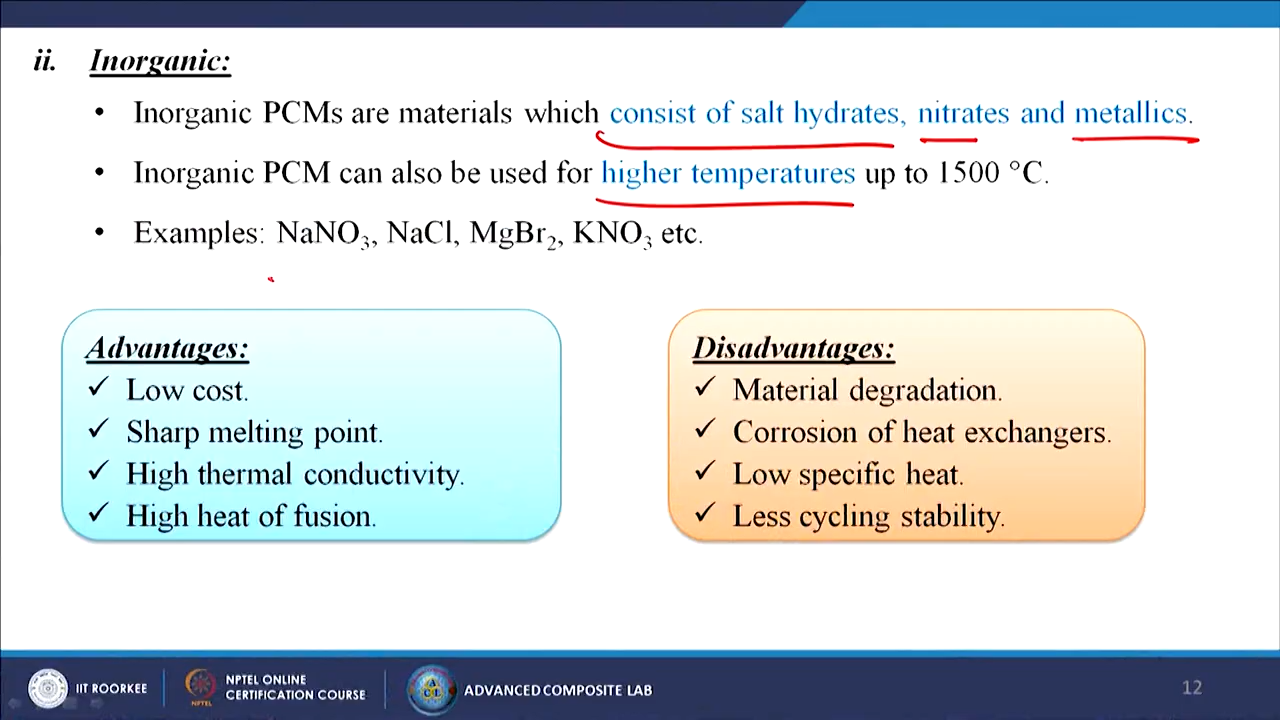 ii. Inorganic:
• Inorganic PCMs are materials which consist of salt hydrates, nitrates and metallics.
• Inorganic PCM can also be used for higher temperatures up to 1500 °C.
• Examples: NaNO₃, NaCl, MgBr₂, KNO₃ etc.
Advantages:
✓ Low cost.
✓ Sharp melting point.
✓ High thermal conductivity.
✓ High heat of fusion.
Disadvantages:
✓ Material degradation.
✓ Corrosion of heat exchangers.
✓ Low specific heat.
✓ Less cycling stability.
IIT ROORKEE
NPTEL
NPTEL ONLINE
CERTIFICATION COURSE
ACL
ADVANCED COMPOSITE LAB
12